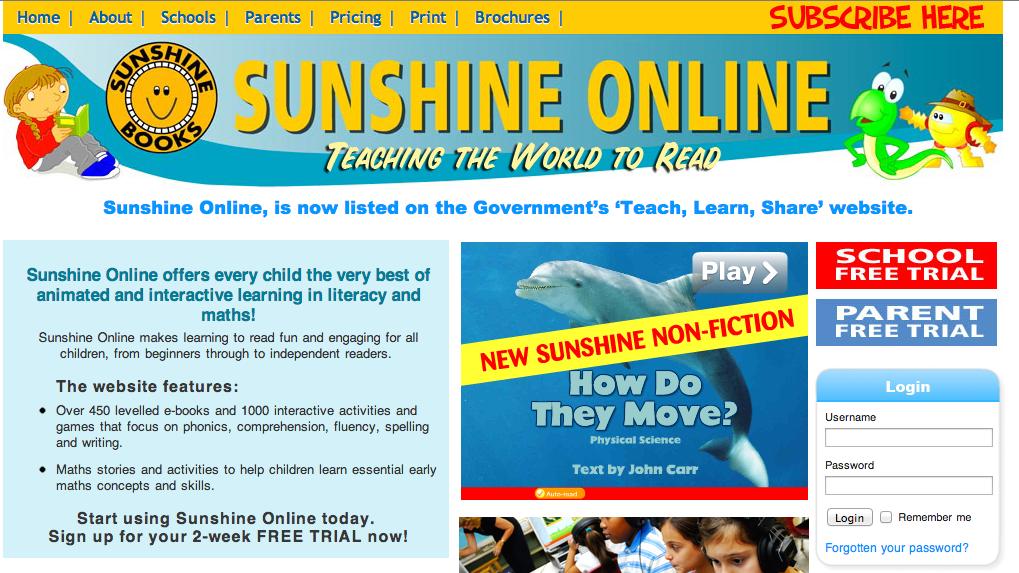 Home | About | Schools | Parents | Pricing | Print | Brochures |
SUBSCRIBE HERE
SUNSHINE BOOKS
SUNSHINE ONLINE
TEACHING THE WORLD TO READ
Sunshine Online, is now listed on the Government's 'Teach, Learn, Share' website.
Sunshine Online offers every child the very best of
animated and interactive learning in literacy and
maths!
Sunshine Online makes learning to read fun and engaging for all
children, from beginners through to independent readers.
The website features:
• Over 450 levelled e-books and 1000 interactive activities and
games that focus on phonics, comprehension, fluency, spelling
and writing.
• Maths stories and activities to help children learn essential early
maths concepts and skills.
Start using Sunshine Online today.
Sign up for your 2-week FREE TRIAL now!
Play
NEW SUNSHINE NON-FICTION
How Do
They Move?
Physical Science
Text by John Carr
Auto-read
SCHOOL
FREE TRIAL
PARENT
FREE TRIAL
Login
Username
Password
Login
Remember me
Forgotten your password?